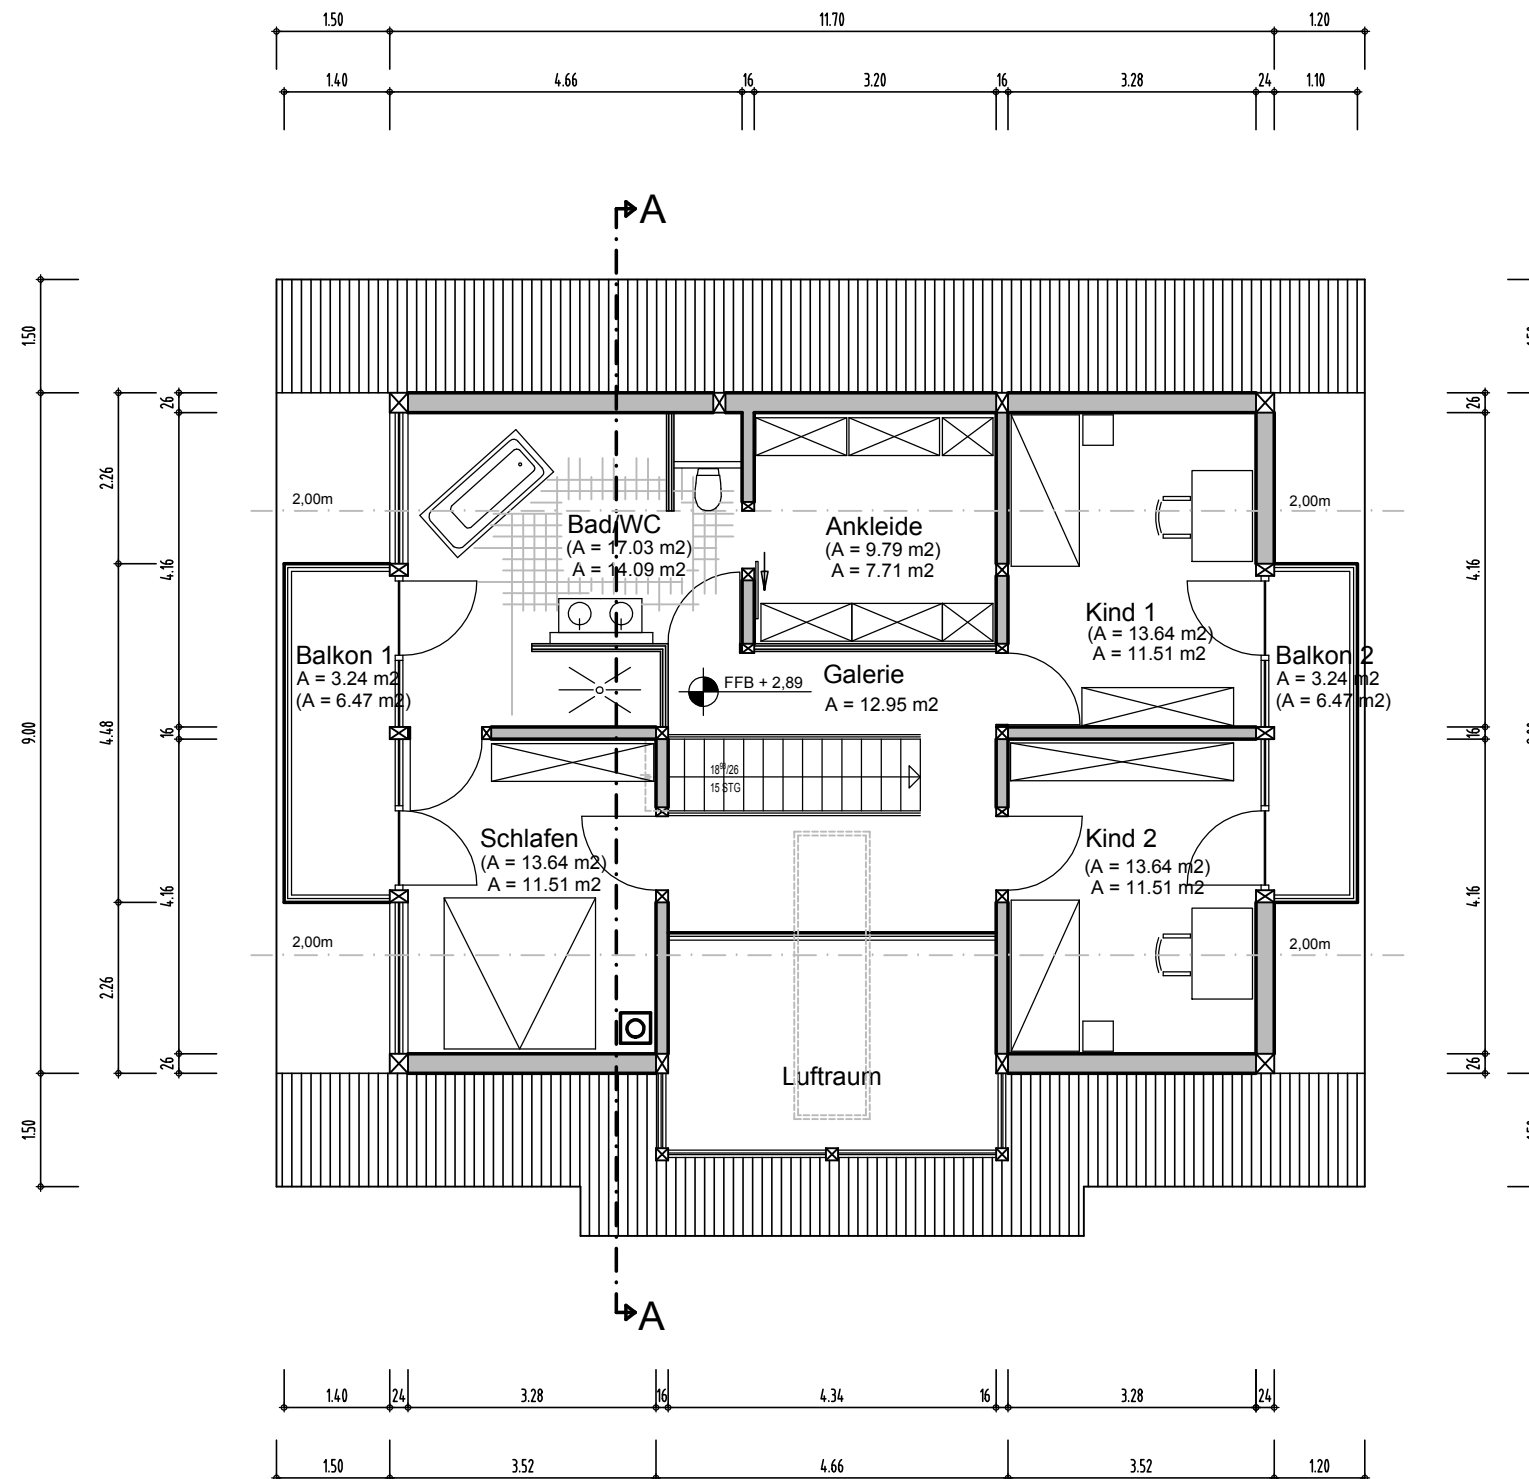 1.50 11.70 1.20
1.40 4.66 16 3.20 16 3.28 24 1.10
A
1.50
26
2.26
4.16
9.00
4.48
16
4.16
2.26
26
1.50
2,00m
2,00m
Bad/WC
(A = 17.03 m2)
A = 14.09 m2
Ankleide
(A = 9.79 m2)
A = 7.71 m2
Kind 1
(A = 13.64 m2)
A = 11.51 m2
Balkon 1
A = 3.24 m2
(A = 6.47 m2)
Balkon 2
A = 3.24 m2
(A = 6.47 m2)
Galerie
A = 12.95 m2
FFB + 2,89
15 STG
Schlafen
(A = 13.64 m2)
A = 11.51 m2
Kind 2
(A = 13.64 m2)
A = 11.51 m2
2,00m
2,00m
Luftraum
26
4.16
16
4.16
26
A
1.40 24 3.28 16 4.34 16 3.28 24
1.50 3.52 4.66 3.52 1.20